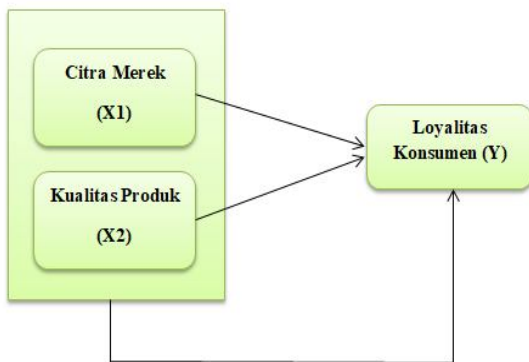 Citra Merek
(X1)
Kualitas Produk
(X2)
Loyalitas
Konsumen (Y)